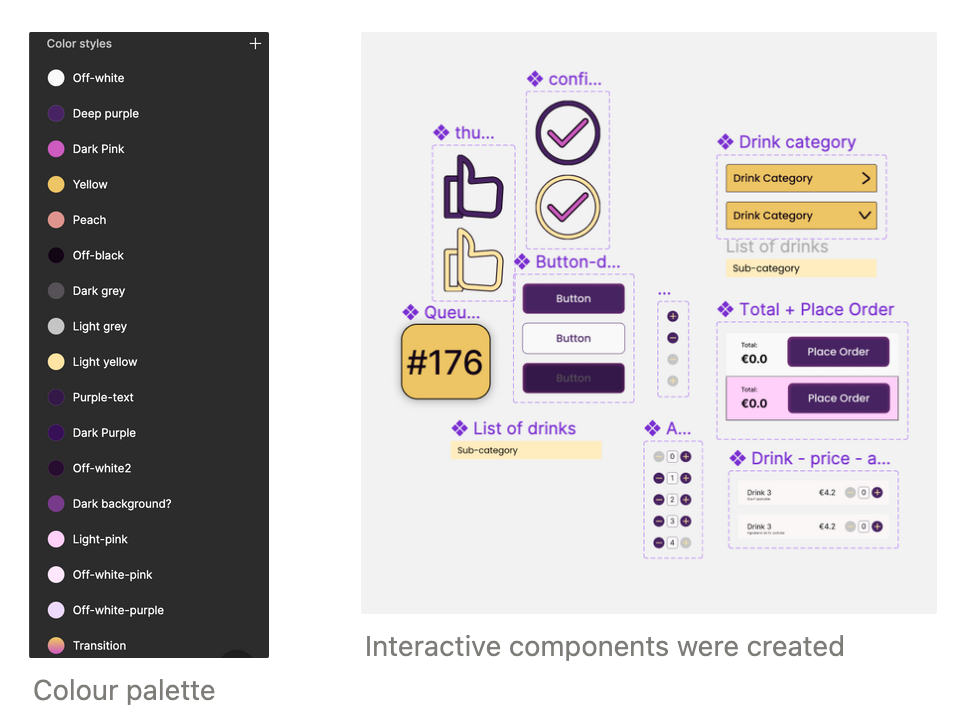 Color styles
Off-white
Deep purple
Dark Pink
Yellow
Peach
Off-black
Dark grey
Light grey
Light yellow
Purple-text
Dark Purple
Off-white2
Dark background?
Light-pink
Off-white-pink
Off-white-purple
Transition
Colour palette
confi...
thu...
Drink category
Drink Category
Drink Category
List of drinks
Sub-category
Button-d...
Button
Button
Button
...
Queu...
#176
Total + Place Order
Total:
€0.0
Place Order
Total:
€0.0
Place Order
List of drinks
Sub-category
A...
0
1
2
3
4
Drink - price - a...
Drink 3
€4.2
0
Drink 3
€4.2
0
Interactive components were created